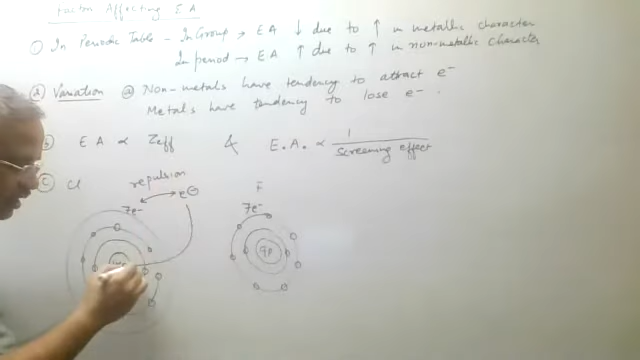 Factor Affecting E.A
① In Periodic Table - In Group → E A ↓ due to ↑ in metallic character
In period → E A ↑ due to ↑ in non-metallic character
② Variation ⓐ Non-metals have tendency to attract e⁻
Metals have tendency to lose e⁻ .
ⓑ E A ∝ Zeff & E.A. ∝ 1 / screening effect
ⓒ Cl repulsion F
e⊖
7e⁻ 7e⁻
9p